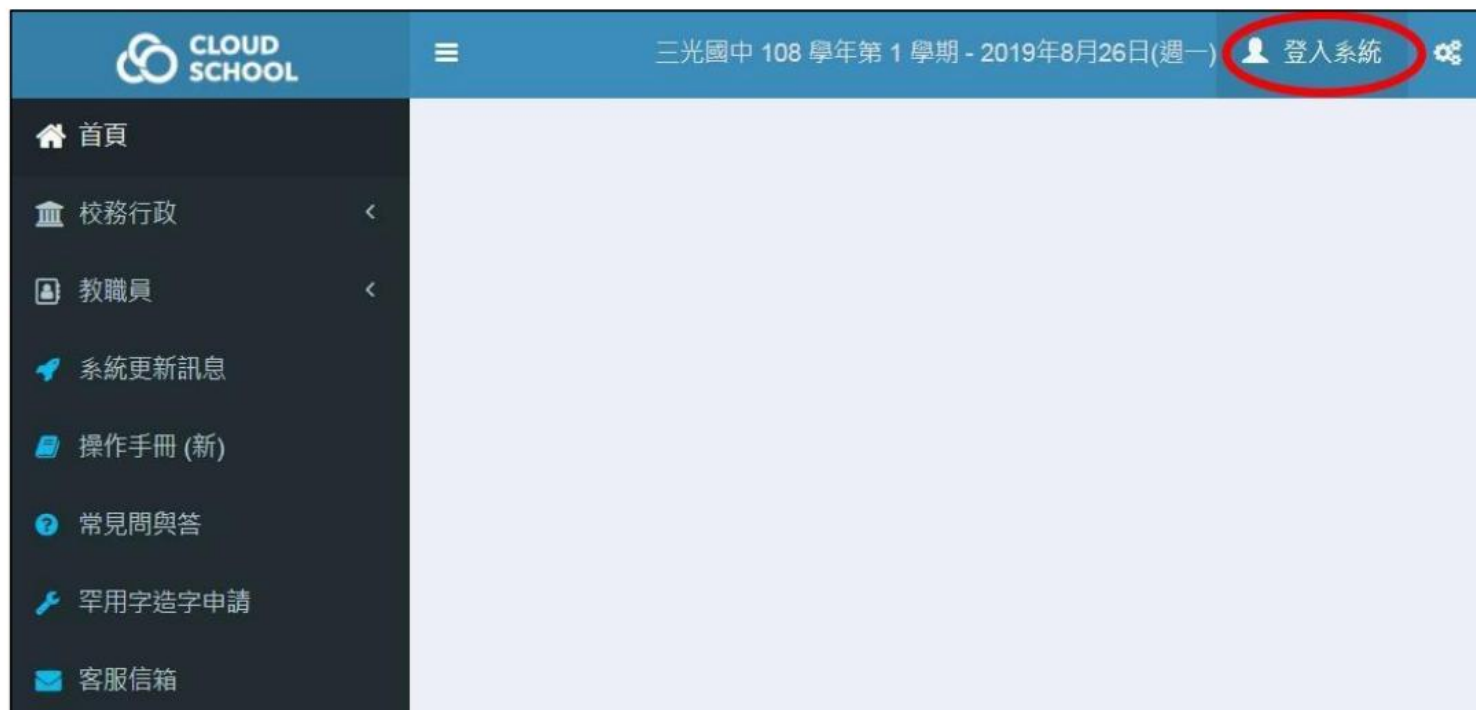 CLOUD
SCHOOL
三光國中 108 學年第 1 學期 - 2019年8月26日(週一) 登入系統
首頁
校務行政
教職員
系統更新訊息
操作手冊 (新)
常見問與答
罕用字造字申請
客服信箱